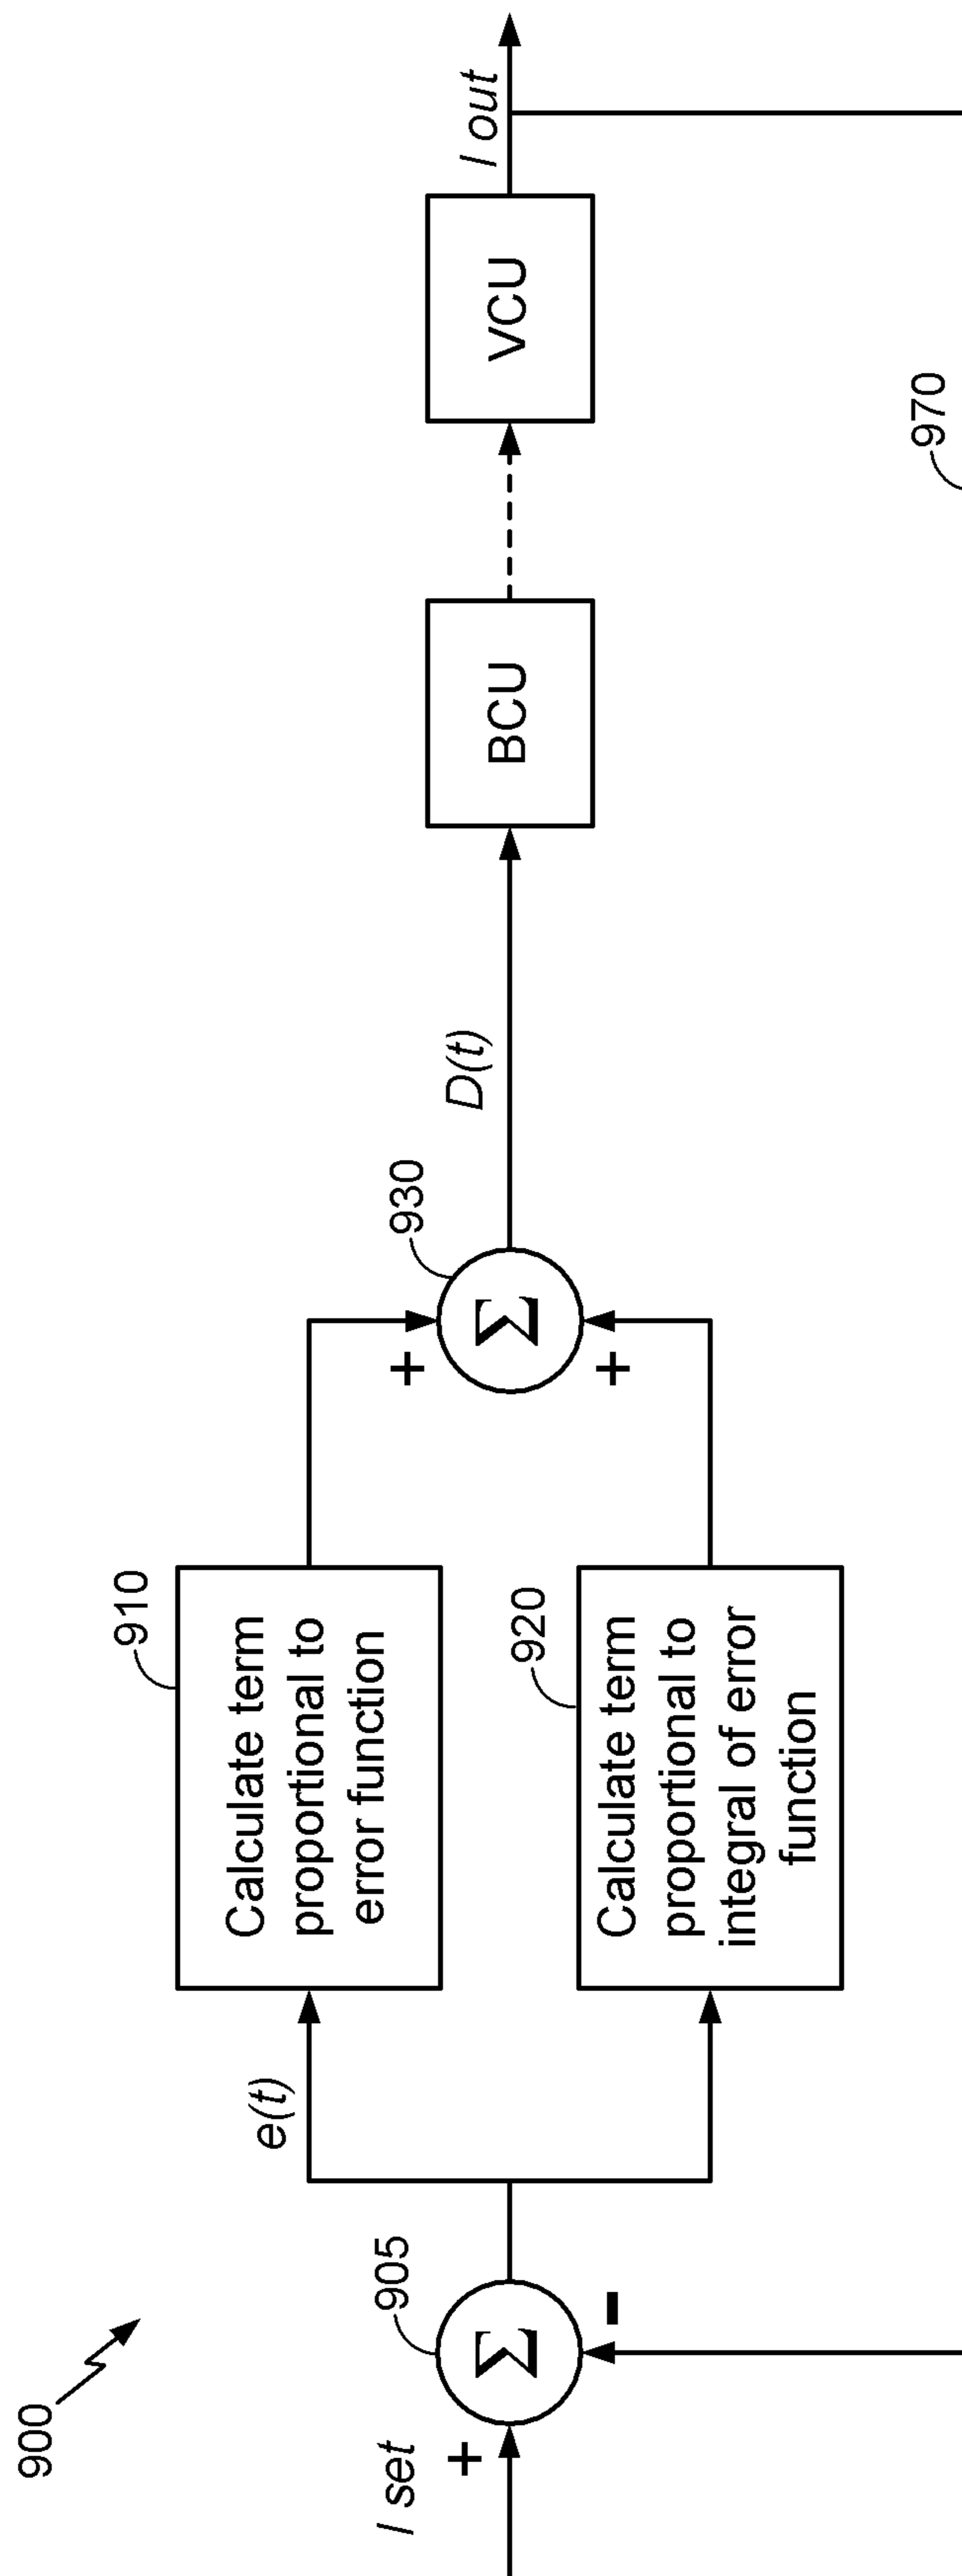 900
I set
+
Σ
905
-
e(t)
910
Calculate term
proportional to
error function
920
Calculate term
proportional to
integral of error
function
+
+
Σ
930
D(t)
BCU
VCU
I out
970